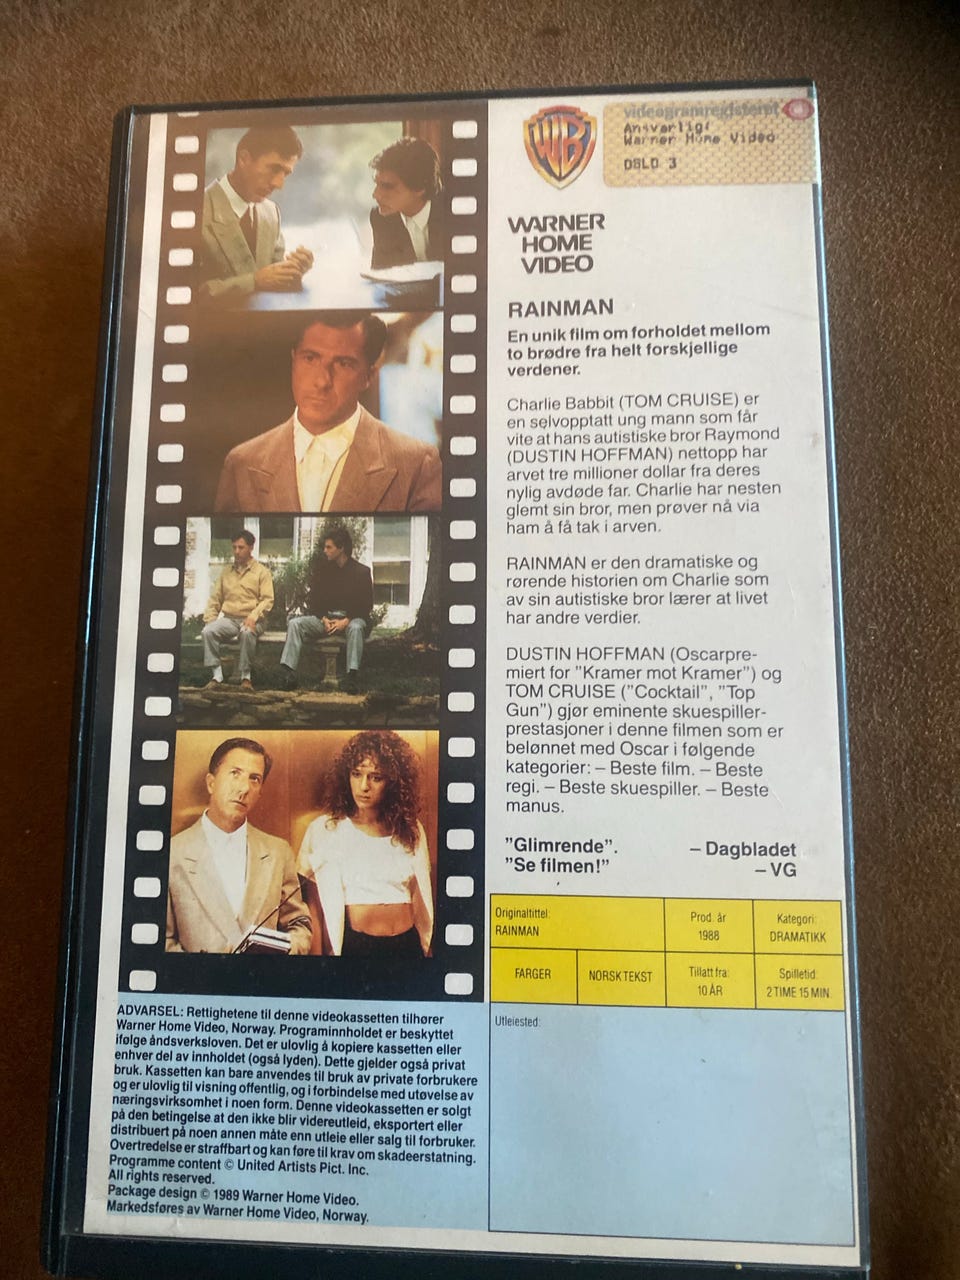 WB
videogramregisteret
Ansvarlig:
Warner Home Video
OSLO 3
WARNER
HOME
VIDEO
RAINMAN
En unik film om forholdet mellom
to brødre fra helt forskjellige
verdener.
Charlie Babbit (TOM CRUISE) er
en selvopptatt ung mann som får
vite at hans autistiske bror Raymond
(DUSTIN HOFFMAN) nettopp har
arvet tre millioner dollar fra deres
nylig avdøde far. Charlie har nesten
glemt sin bror, men prøver nå via
ham å få tak i arven.
RAINMAN er den dramatiske og
rørende historien om Charlie som
av sin autistiske bror lærer at livet
har andre verdier.
DUSTIN HOFFMAN (Oscarpre-
miert for "Kramer mot Kramer") og
TOM CRUISE ("Cocktail", "Top
Gun") gjør eminente skuespiller-
prestasjoner i denne filmen som er
belønnet med Oscar i følgende
kategorier: – Beste film. – Beste
regi. – Beste skuespiller. – Beste
manus.
"Glimrende". – Dagbladet
"Se filmen!" – VG
Originaltittel:
RAINMAN
Prod. år
1988
Kategori:
DRAMATIKK
FARGER
NORSK TEKST
Tillatt fra:
10 ÅR
Spilletid:
2 TIME 15 MIN.
Utleiested:
ADVARSEL: Rettighetene til denne videokassetten tilhører
Warner Home Video, Norway. Programinnholdet er beskyttet
ifølge åndsverksloven. Det er ulovlig å kopiere kassetten eller
enhver del av innholdet (også lyden). Dette gjelder også privat
bruk. Kassetten kan bare anvendes til bruk av private forbrukere
og er ulovlig til visning offentlig, og i forbindelse med utøvelse av
næringsvirksomhet i noen form. Denne videokassetten er solgt
på den betingelse at den ikke blir videreutleid, eksportert eller
distribuert på noen annen måte enn utleie eller salg til forbruker.
Overtredelse er straffbart og kan føre til krav om skadeerstatning.
Programme content © United Artists Pict. Inc.
All rights reserved.
Package design © 1989 Warner Home Video.
Markedsføres av Warner Home Video, Norway.